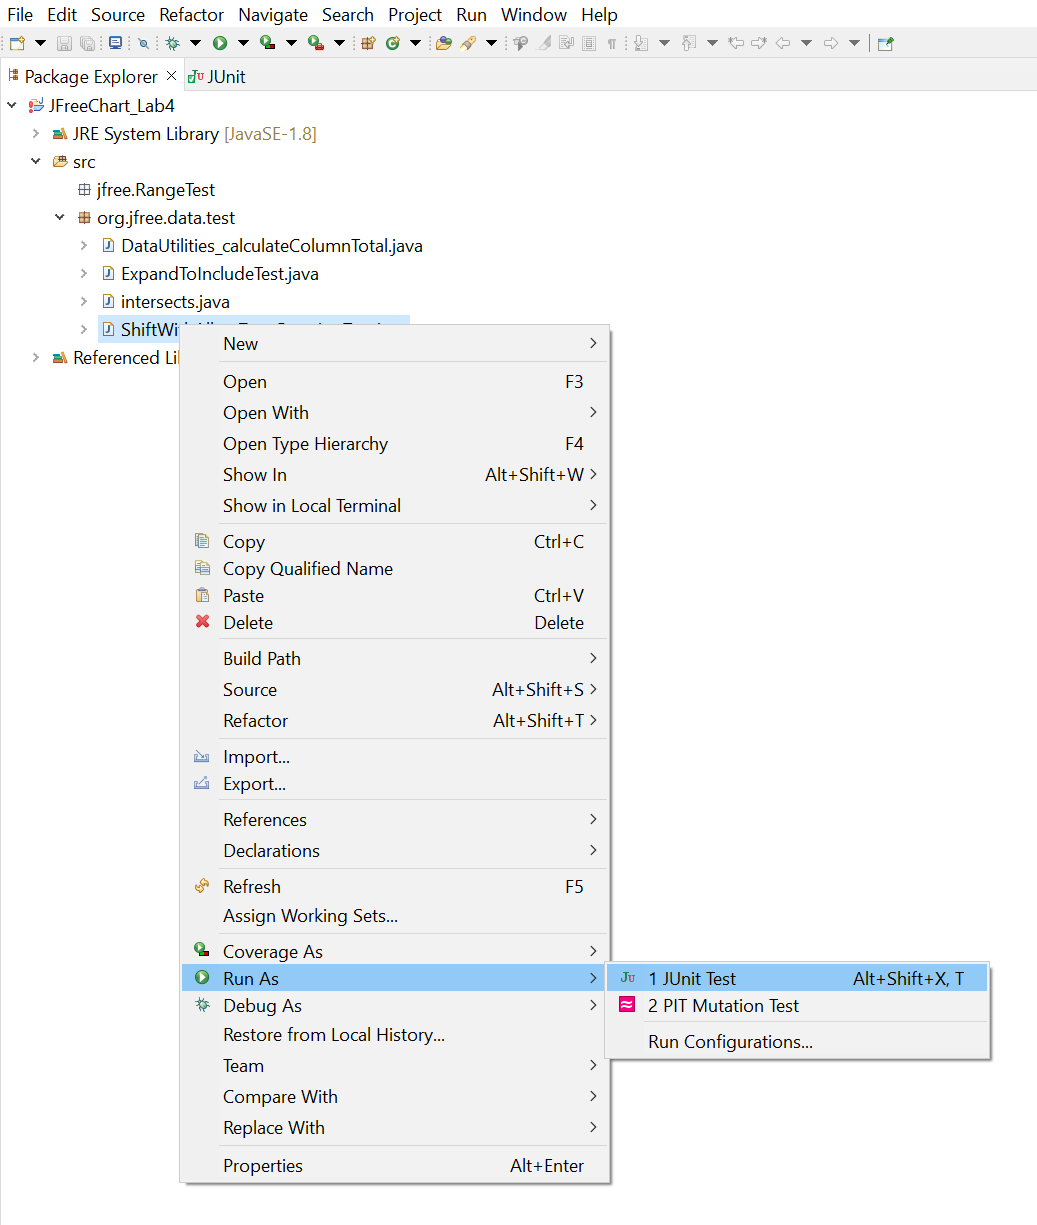 File Edit Source Refactor Navigate Search Project Run Window Help
Package Explorer JUnit
JFreeChart_Lab4
JRE System Library [JavaSE-1.8]
src
jfree.RangeTest
org.jfree.data.test
DataUtilities_calculateColumnTotal.java
ExpandToIncludeTest.java
intersects.java
Referenced
New
Open F3
Open With
Open Type Hierarchy F4
Show In Alt+Shift+W
Show in Local Terminal
Copy Ctrl+C
Copy Qualified Name
Paste Ctrl+V
Delete Delete
Build Path
Source Alt+Shift+S
Refactor Alt+Shift+T
Import...
Export...
References
Declarations
Refresh F5
Assign Working Sets...
Coverage As
Run As
1 JUnit Test Alt+Shift+X, T
Debug As
2 PIT Mutation Test
Restore from Local History...
Run Configurations...
Team
Compare With
Replace With
Properties Alt+Enter